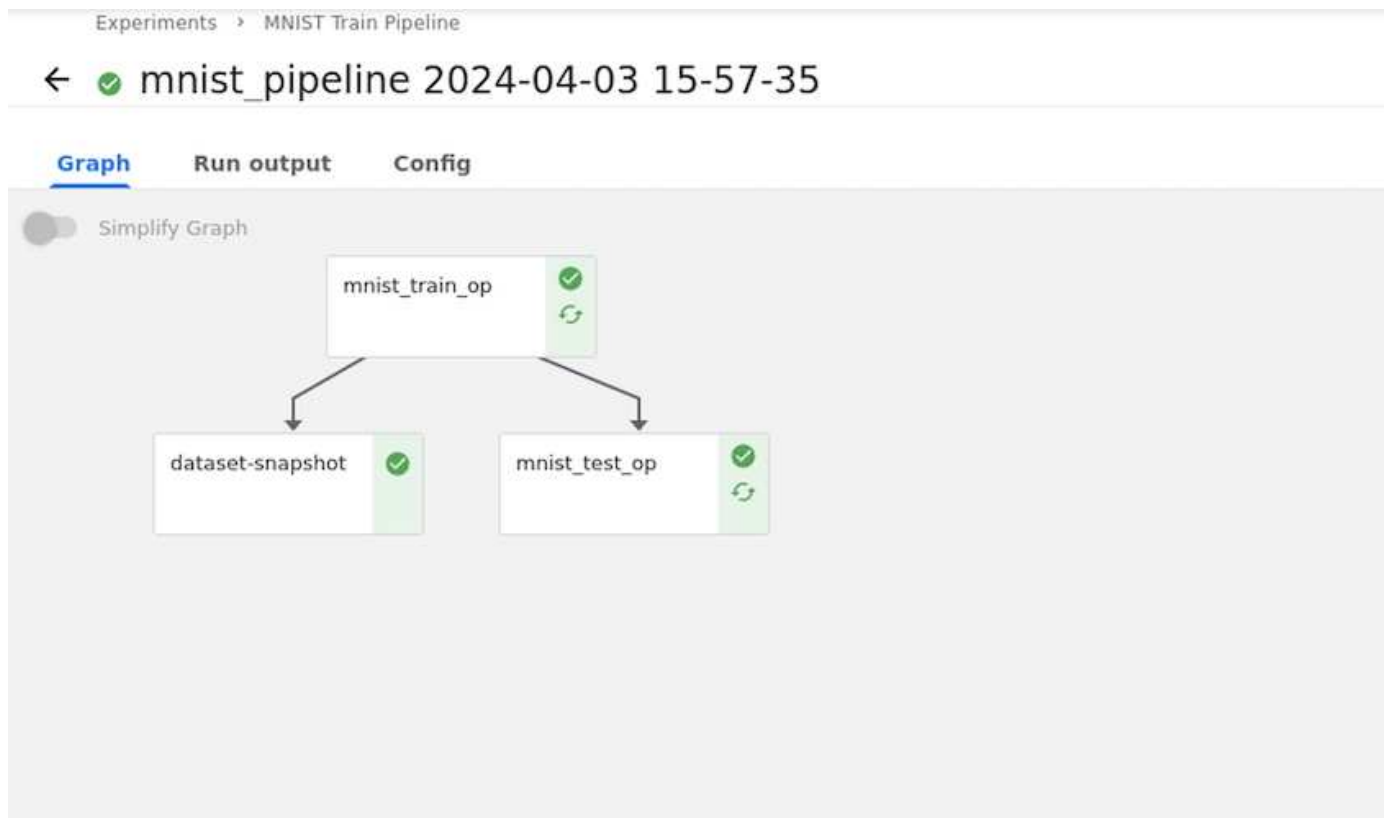 Experiments > MNIST Train Pipeline
mnist_pipeline 2024-04-03 15-57-35
Graph Run output Config
Simplify Graph
mnist_train_op
dataset-snapshot mnist_test_op